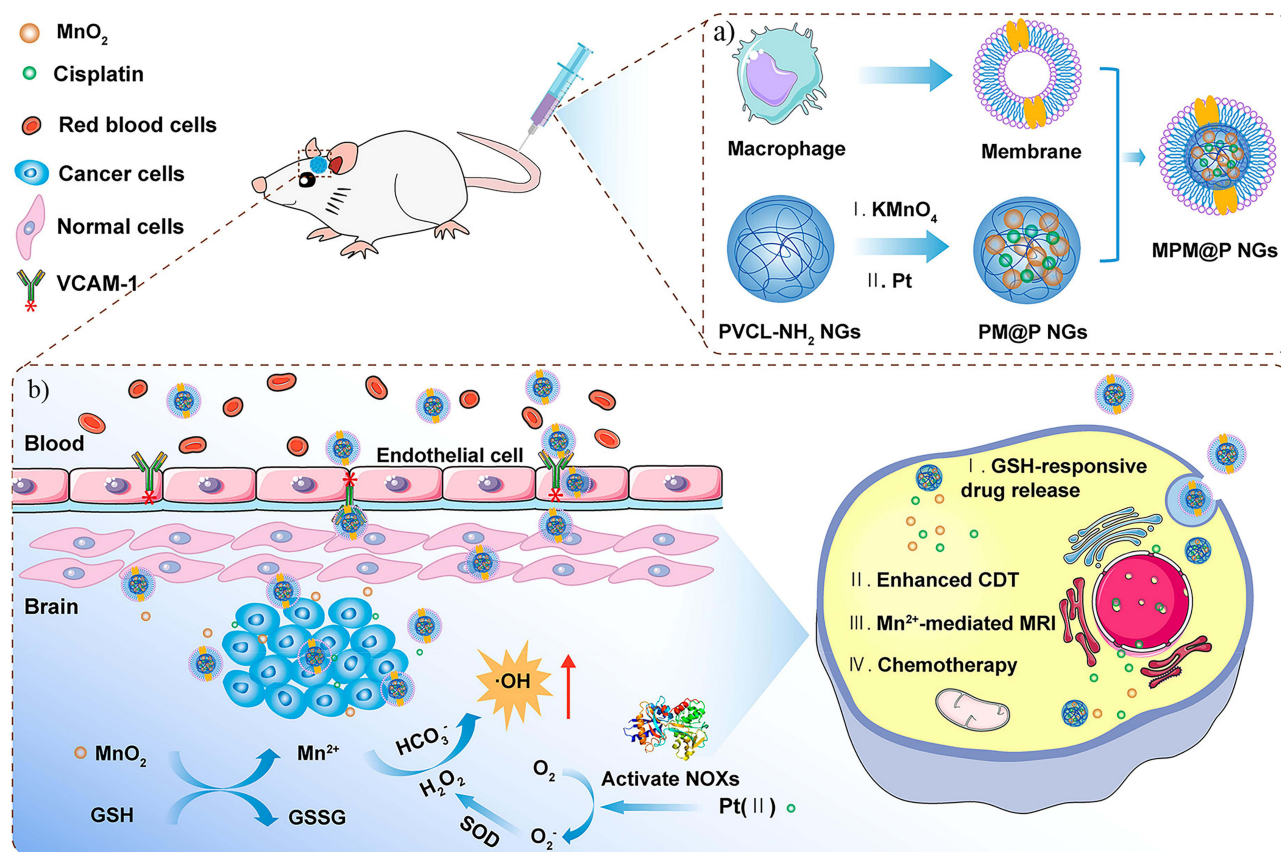 MnO₂
Cisplatin
Red blood cells
Cancer cells
Normal cells
VCAM-1
a)
Macrophage
Membrane
Ⅰ. KMnO₄
Ⅱ. Pt
PVCL-NH₂ NGs
PM@P NGs
MPM@P NGs
b)
Blood
Endothelial cell
Brain
MnO₂
GSH
Mn²⁺
GSSG
HCO₃⁻
H₂O₂
·OH
SOD
O₂
O₂⁻
Activate NOXs
Pt(Ⅱ)
Ⅰ. GSH-responsive
drug release
Ⅱ. Enhanced CDT
Ⅲ. Mn²⁺-mediated MRI
Ⅳ. Chemotherapy